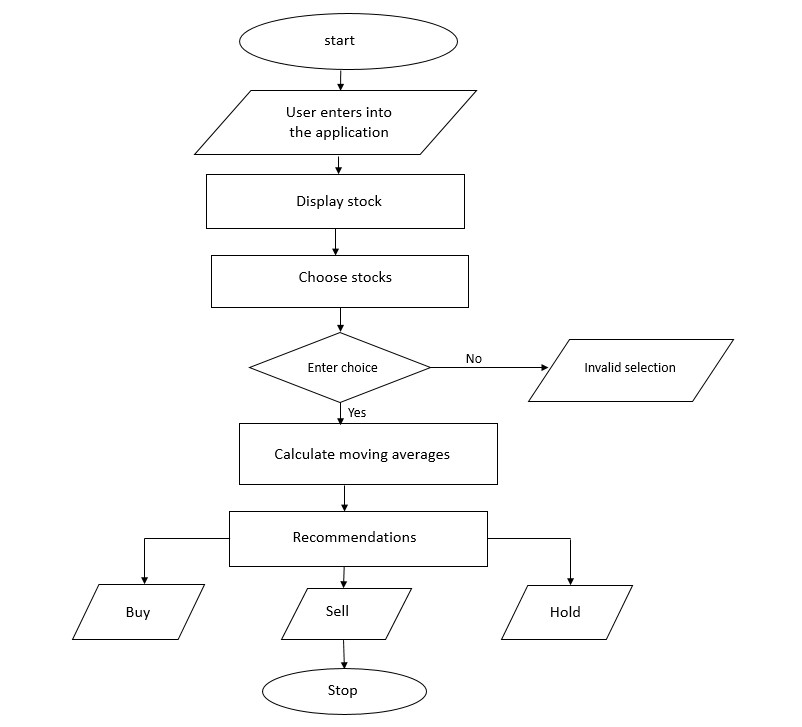 start
User enters into
the application
Display stock
Choose stocks
Enter choice
No
Invalid selection
Yes
Calculate moving averages
Recommendations
Buy
Sell
Hold
Stop